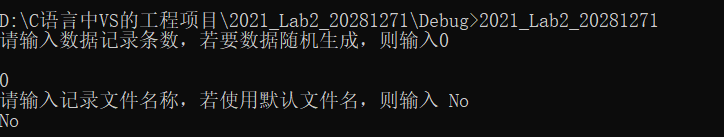 D:\C语言中VS的工程项目\2021_Lab2_20281271\Debug>2021_Lab2_20281271
请输入数据记录条数，若要数据随机生成，则输入0
0
请输入记录文件名称，若使用默认文件名，则输入 No
No